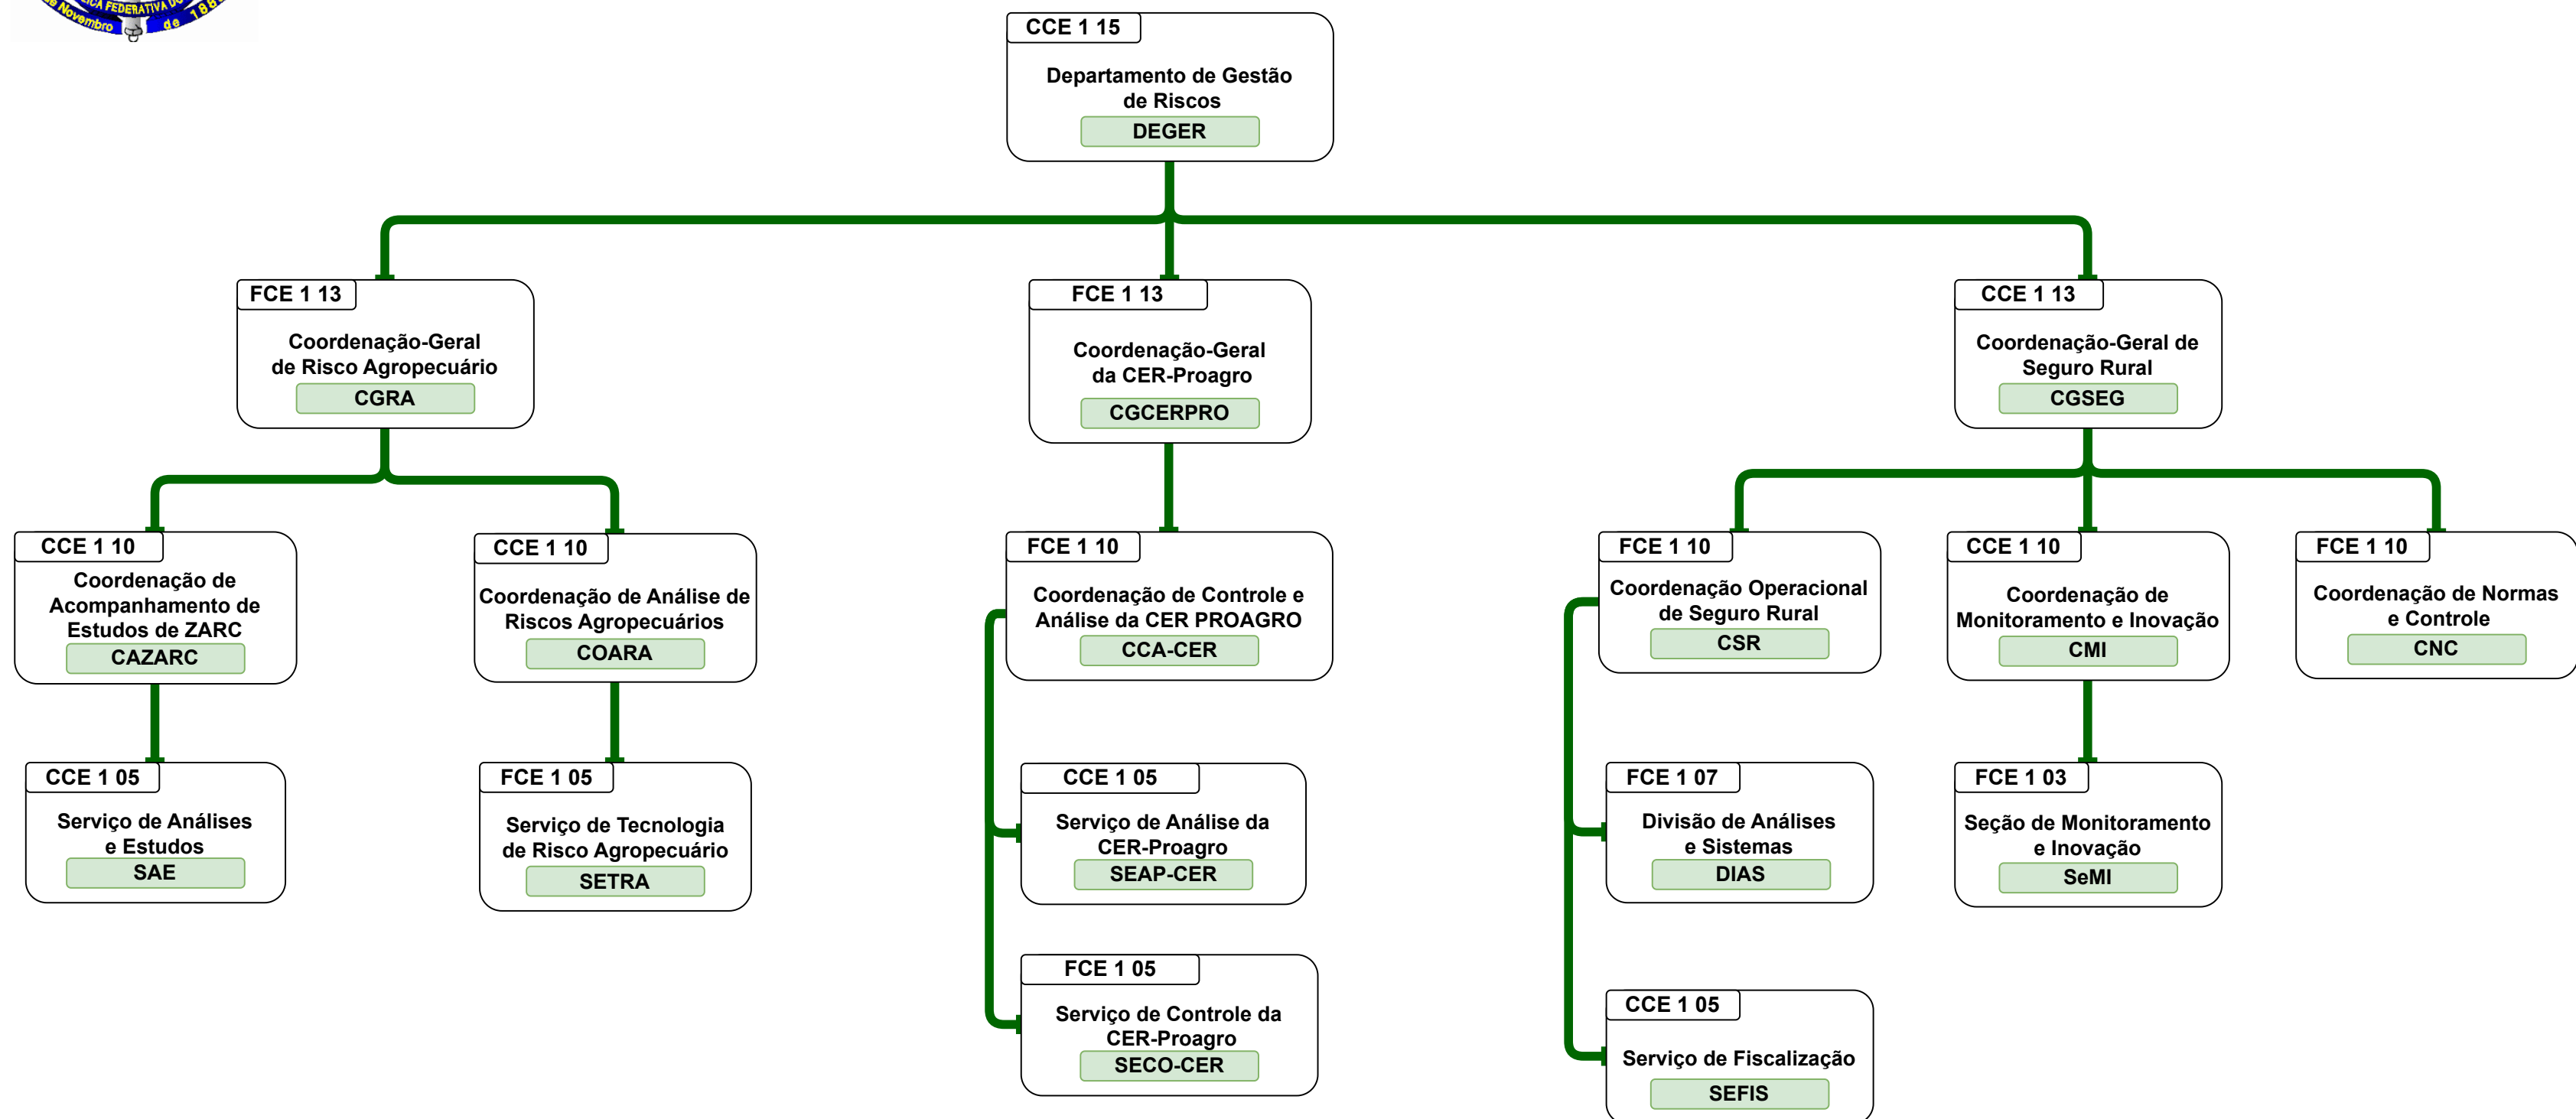 ICA FEDERATIVA DO
de Novembro de 188
CCE 1 15
Departamento de Gestão
de Riscos
DEGER
FCE 1 13
Coordenação-Geral
de Risco Agropecuário
CGRA
FCE 1 13
Coordenação-Geral
da CER-Proagro
CGCERPRO
CCE 1 13
Coordenação-Geral de
Seguro Rural
CGSEG
CCE 1 10
Coordenação de
Acompanhamento de
Estudos de ZARC
CAZARC
CCE 1 10
Coordenação de Análise de
Riscos Agropecuários
COARA
FCE 1 10
Coordenação de Controle e
Análise da CER PROAGRO
CCA-CER
FCE 1 10
Coordenação Operacional
de Seguro Rural
CSR
CCE 1 10
Coordenação de
Monitoramento e Inovação
CMI
FCE 1 10
Coordenação de Normas
e Controle
CNC
CCE 1 05
Serviço de Análises
e Estudos
SAE
FCE 1 05
Serviço de Tecnologia
de Risco Agropecuário
SETRA
CCE 1 05
Serviço de Análise da
CER-Proagro
SEAP-CER
FCE 1 07
Divisão de Análises
e Sistemas
DIAS
FCE 1 03
Seção de Monitoramento
e Inovação
SeMI
FCE 1 05
Serviço de Controle da
CER-Proagro
SECO-CER
CCE 1 05
Serviço de Fiscalização
SEFIS